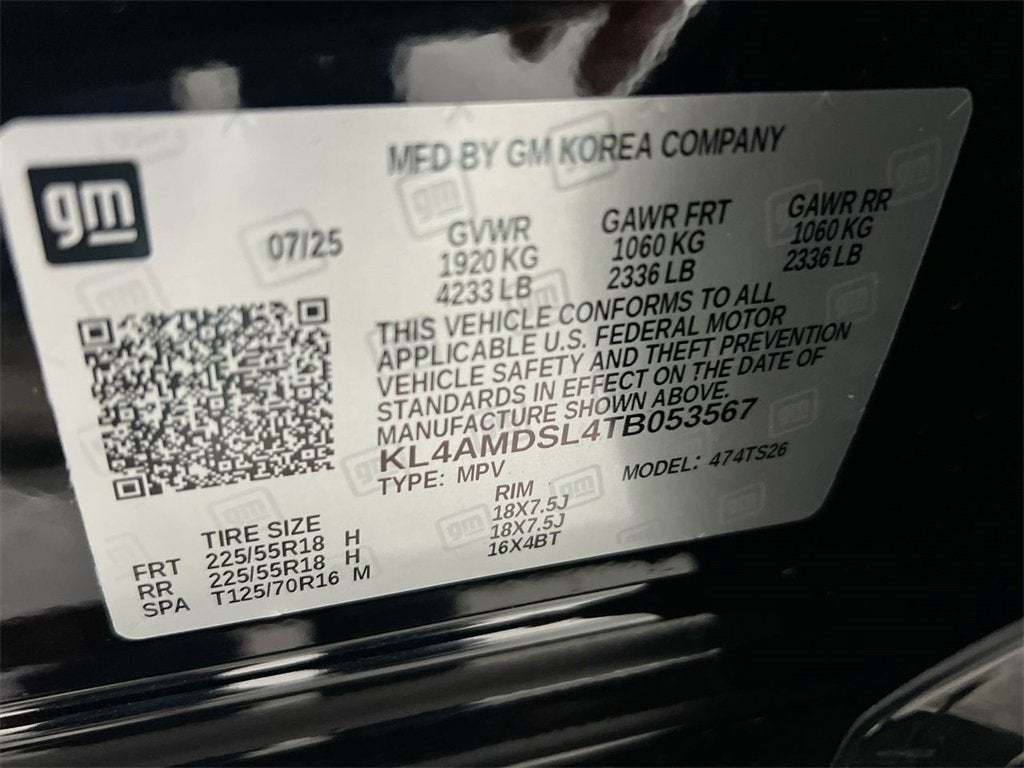 gm
MFD BY GM KOREA COMPANY
07/25
GVWR GAWR FRT GAWR RR
1920 KG 1060 KG 1060 KG
4233 LB 2336 LB 2336 LB
THIS VEHICLE CONFORMS TO ALL
APPLICABLE U.S. FEDERAL MOTOR
VEHICLE SAFETY AND THEFT PREVENTION
STANDARDS IN EFFECT ON THE DATE OF
MANUFACTURE SHOWN ABOVE.
KL4AMDSL4TB053567
TYPE: MPV MODEL: 474TS26
TIRE SIZE RIM
FRT 225/55R18 H 18X7.5J
RR 225/55R18 H 18X7.5J
SPA T125/70R16 M 16X4BT